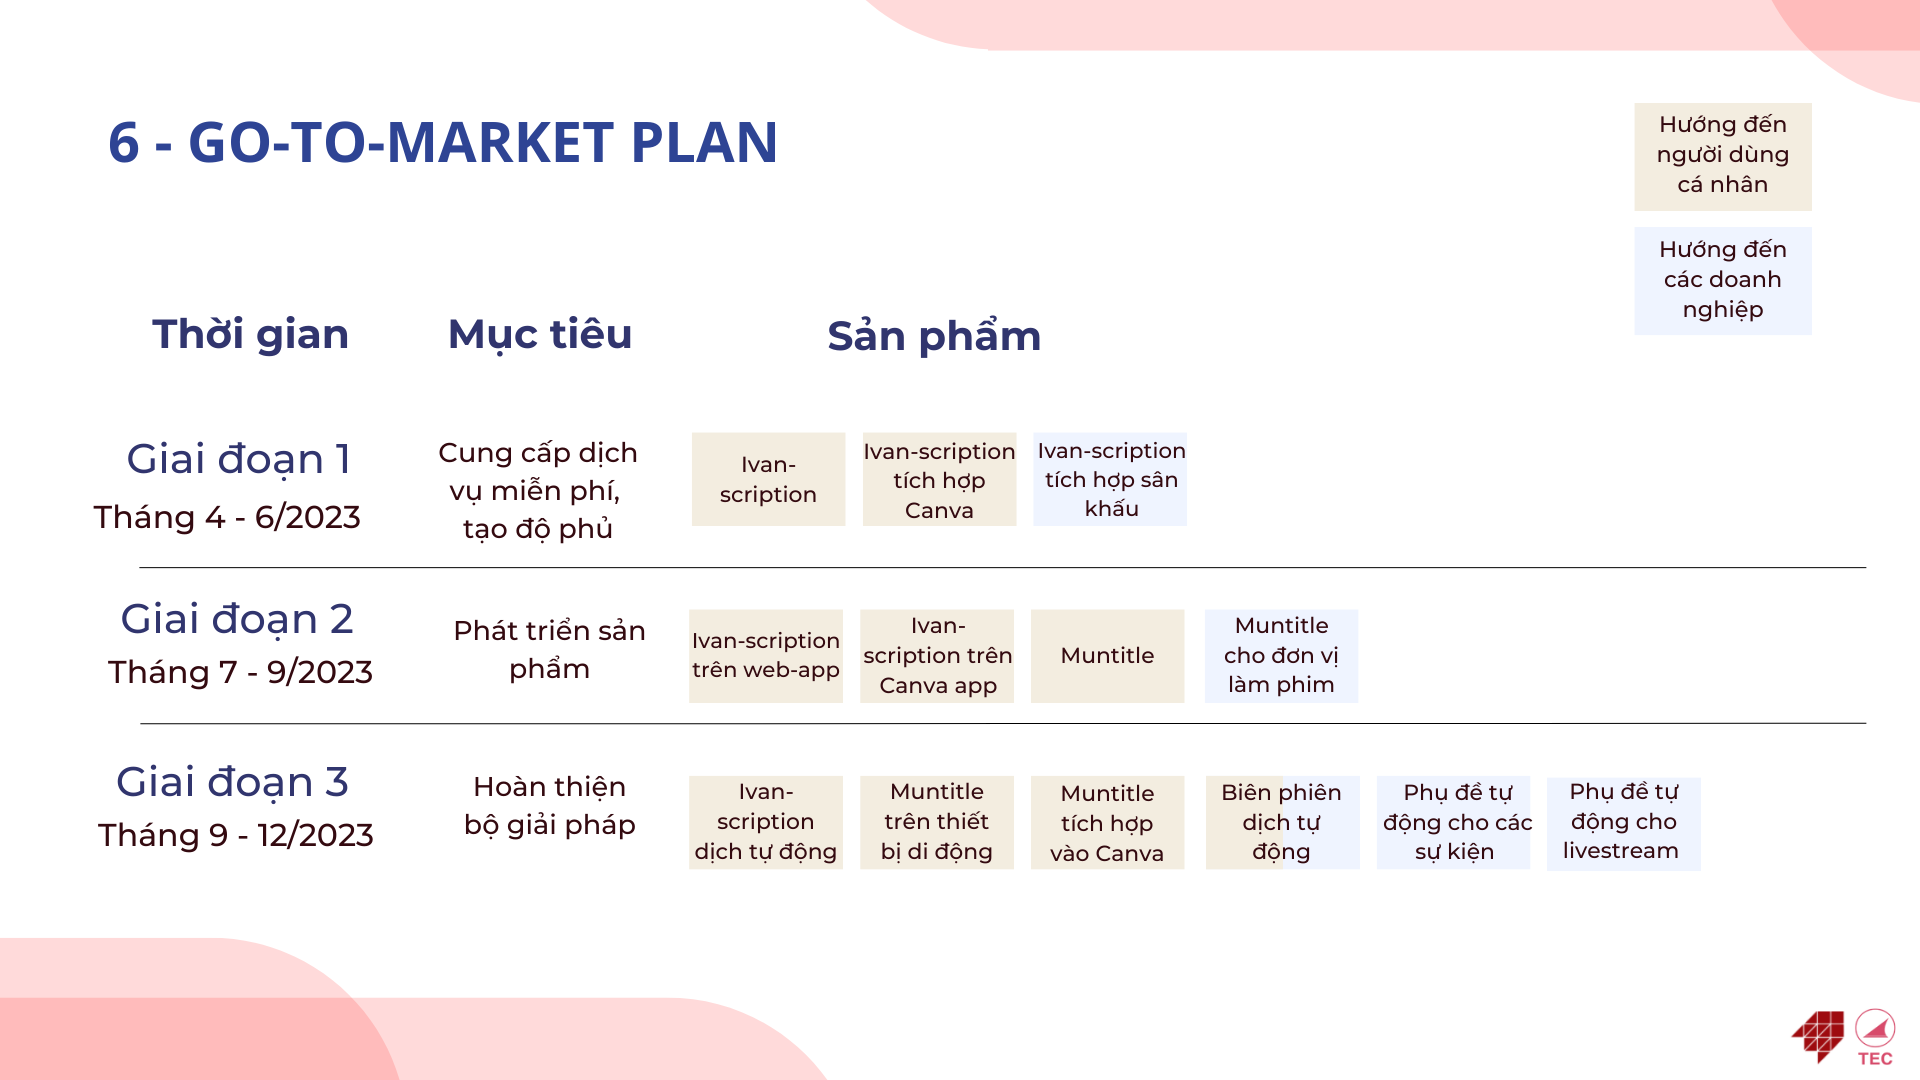 6 - GO-TO-MARKET PLAN
Hướng đến
người dùng
cá nhân
Hướng đến
các doanh
nghiệp
Thời gian
Mục tiêu
Sản phẩm
Giai đoạn 1
Tháng 4 - 6/2023
Cung cấp dịch
vụ miễn phí,
tạo độ phủ
Ivan-
scription
Ivan-scription
tích hợp
Canva
Ivan-scription
tích hợp sân
khấu
Giai đoạn 2
Tháng 7 - 9/2023
Phát triển sản
phẩm
Ivan-scription
trên web-app
Ivan-
scription trên
Canva app
Muntitle
Muntitle
cho đơn vị
làm phim
Giai đoạn 3
Tháng 9 - 12/2023
Hoàn thiện
bộ giải pháp
Ivan-
scription
dịch tự động
Muntitle
trên thiết
bị di động
Muntitle
tích hợp
vào Canva
Biên phiên
dịch tự
động
Phụ đề tự
động cho các
sự kiện
Phụ đề tự
động cho
livestream
TEC